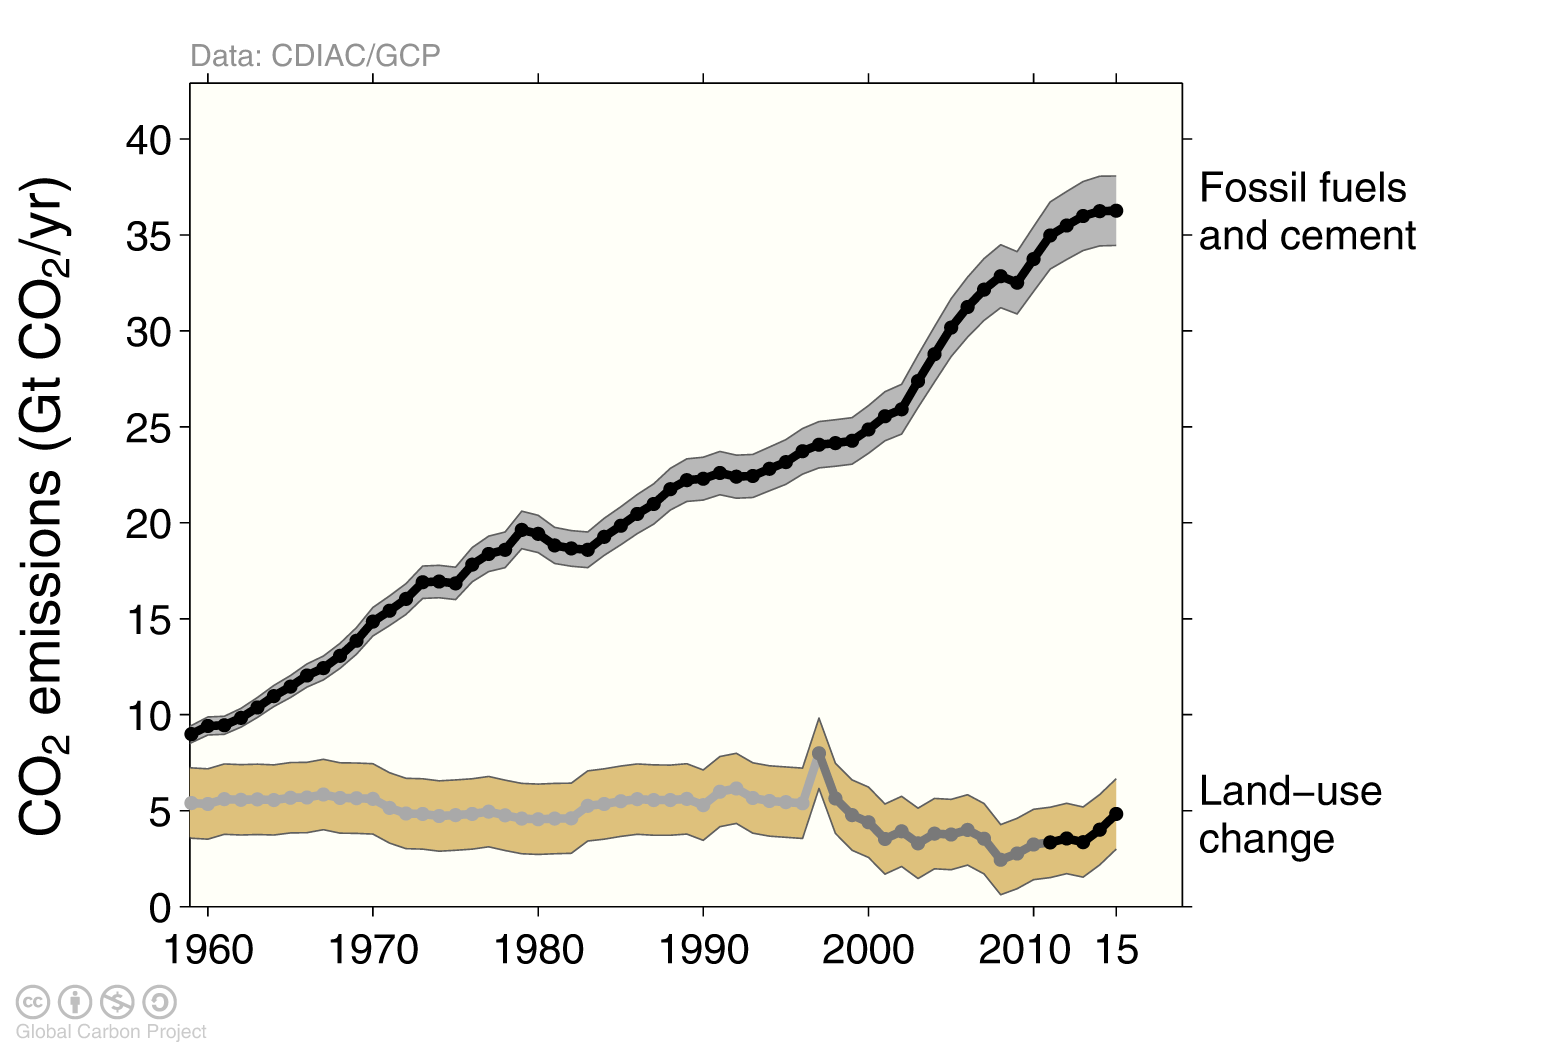 Data: CDIAC/GCP
CO₂ emissions (Gt CO₂/yr)
40
35
30
25
20
15
10
5
0
Fossil fuels
and cement
Land–use
change
1960 1970 1980 1990 2000 2010 15
cc
Global Carbon Project